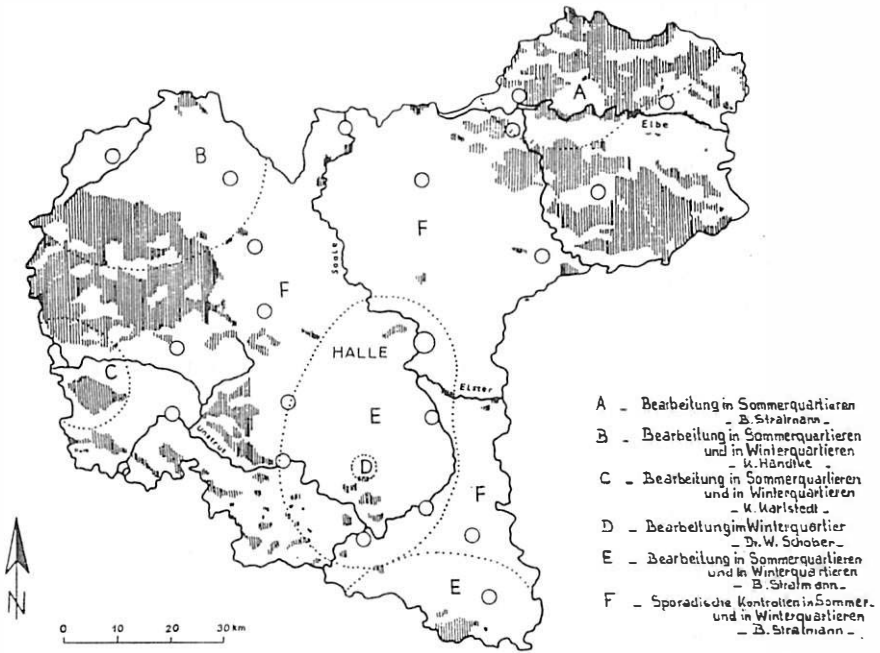 A
Elbe
B
F
Saale
F
HALLE
C
Elster
E
Unstrut
D
F
E
N
0 10 20 30 km
A – Bearbeitung in Sommerquartieren
– B. Stratmann –
B – Bearbeitung in Sommerquartieren
und in Winterquartieren
– K. Handtke –
C – Bearbeitung in Sommerquartieren
und in Winterquartieren
– K. Karlstedt –
D – Bearbeitung im Winterquartier
– Dr. W. Schober –
E – Bearbeitung in Sommerquartieren
und in Winterquartieren
– B. Stratmann –
F – Sporadische Kontrollen in Sommer-
und in Winterquartieren
– B. Stratmann –